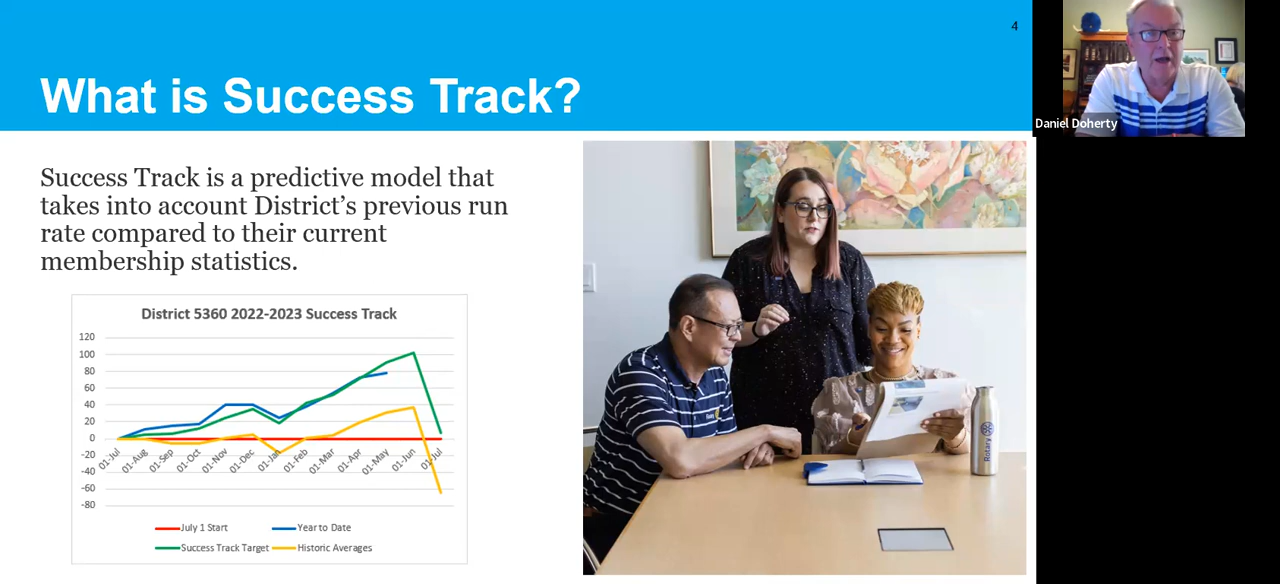 4
What is Success Track?
Daniel Doherty
Success Track is a predictive model that
takes into account District’s previous run
rate compared to their current
membership statistics.
District 5360 2022-2023 Success Track
120
100
80
60
40
20
0
-20
-40
-60
-80
01-Jul
01-Aug
01-Sep
01-Oct
01-Nov
01-Dec
01-Jan
01-Feb
01-Mar
01-Apr
01-May
01-Jun
01-Jul
July 1 Start
Year to Date
Success Track Target
Historic Averages
Rotary